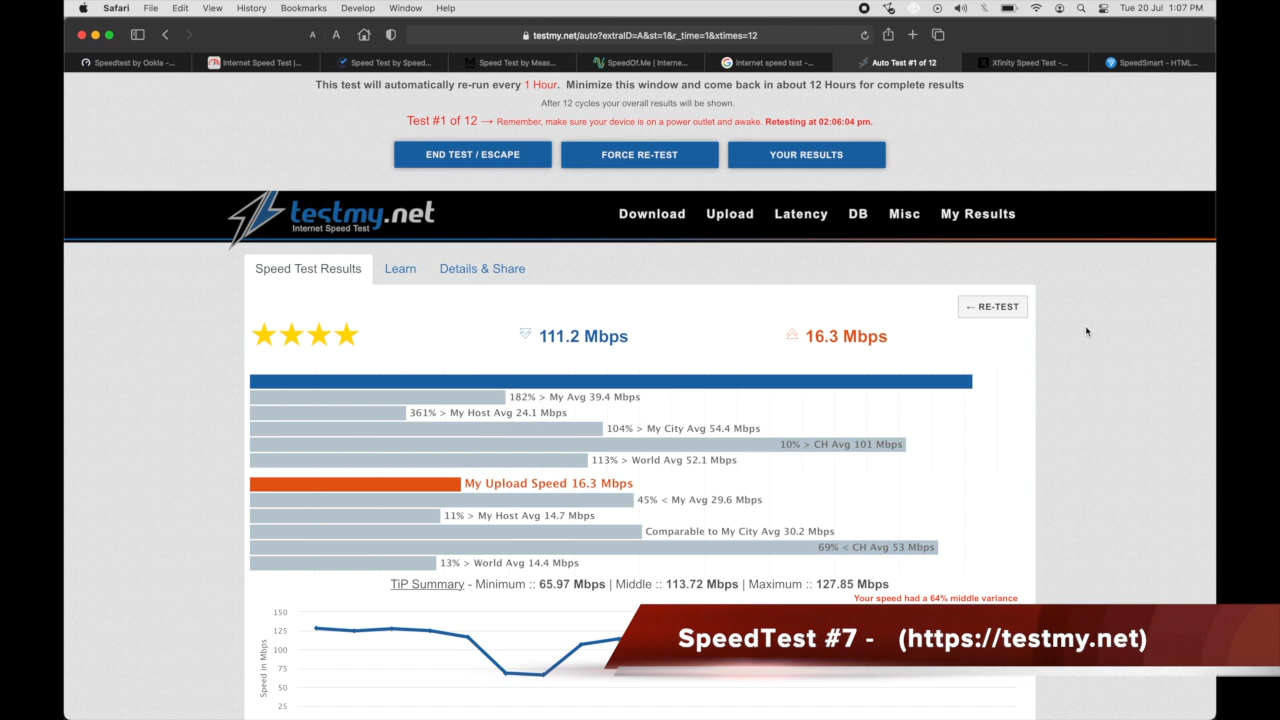 Safari File Edit View History Bookmarks Develop Window Help Tue 20 Jul 1:07 PM
A A testmy.net/auto?extraID=A&st=1&r_time=1&xtimes=12
Speedtest by Ookla -... Internet Speed Test |... Speed Test by Speed... Speed Test by Meas... SpeedOf.Me | Interne... internet speed test -... Auto Test #1 of 12 Xfinity Speed Test -... SpeedSmart - HTML...
This test will automatically re-run every 1 Hour. Minimize this window and come back in about 12 Hours for complete results
After 12 cycles your overall results will be shown.
Test #1 of 12 → Remember, make sure your device is on a power outlet and awake. Retesting at 02:06:04 pm.
END TEST / ESCAPE FORCE RE-TEST YOUR RESULTS
testmy.net Download Upload Latency DB Misc My Results
Internet Speed Test
Speed Test Results Learn Details & Share
← RE-TEST
111.2 Mbps 16.3 Mbps
182% > My Avg 39.4 Mbps
361% > My Host Avg 24.1 Mbps
104% > My City Avg 54.4 Mbps
10% > CH Avg 101 Mbps
113% > World Avg 52.1 Mbps
My Upload Speed 16.3 Mbps
45% < My Avg 29.6 Mbps
11% > My Host Avg 14.7 Mbps
Comparable to My City Avg 30.2 Mbps
69% < CH Avg 53 Mbps
13% > World Avg 14.4 Mbps
TiP Summary - Minimum :: 65.97 Mbps | Middle :: 113.72 Mbps | Maximum :: 127.85 Mbps
Your speed had a 64% middle variance
150
125
100
75
50
25
Speed in Mbps
SpeedTest #7 - (https://testmy.net)